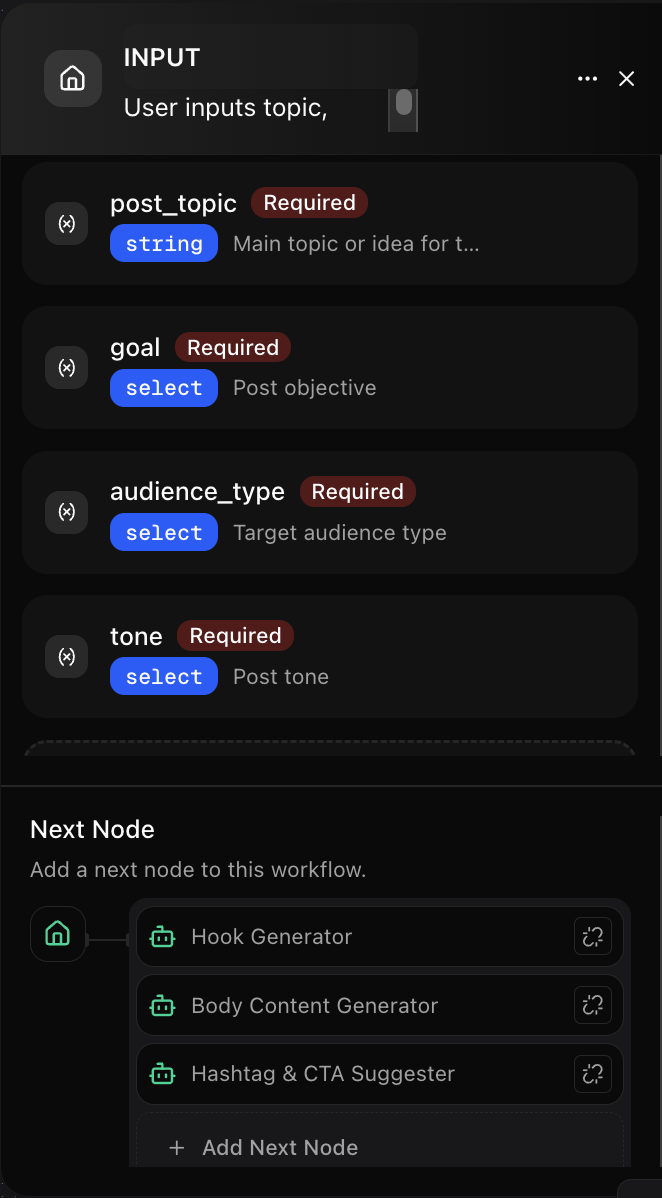 INPUT
User inputs topic,
post_topic Required
string Main topic or idea for t...
goal Required
select Post objective
audience_type Required
select Target audience type
tone Required
select Post tone
Next Node
Add a next node to this workflow.
Hook Generator
Body Content Generator
Hashtag & CTA Suggester
+ Add Next Node